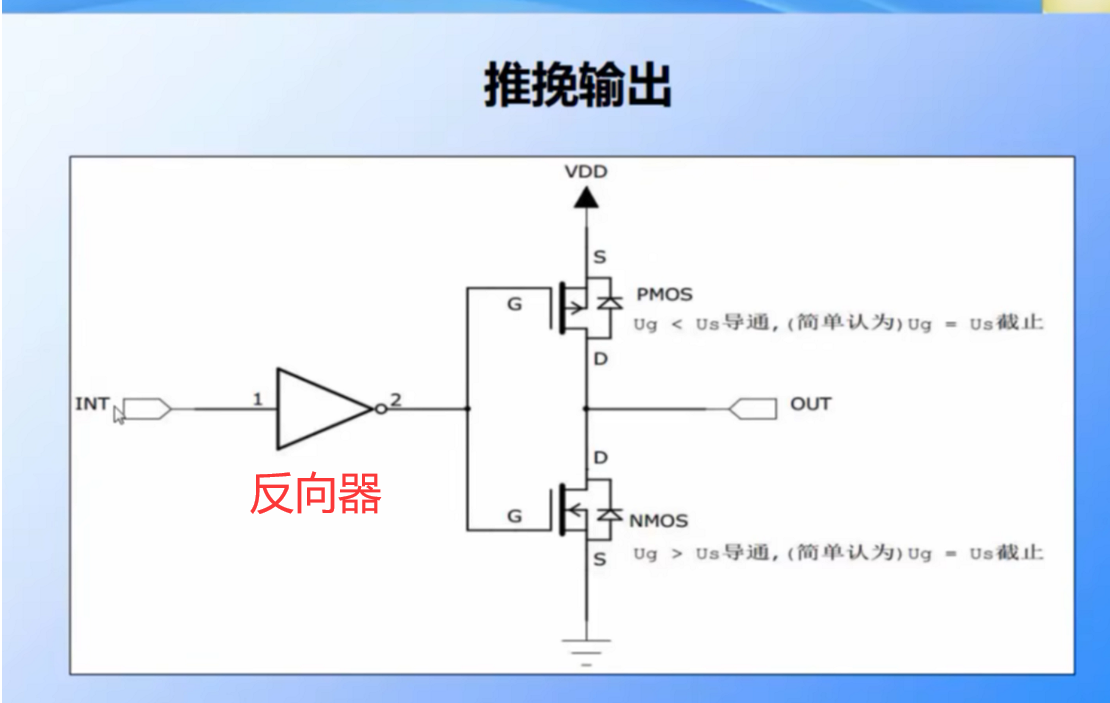 推挽输出
VDD
S
G
PMOS
Ug < Us导通,(简单认为)Ug = Us截止
D
INT
1
2
OUT
反向器
D
G
NMOS
S
Ug > Us导通,(简单认为)Ug = Us截止